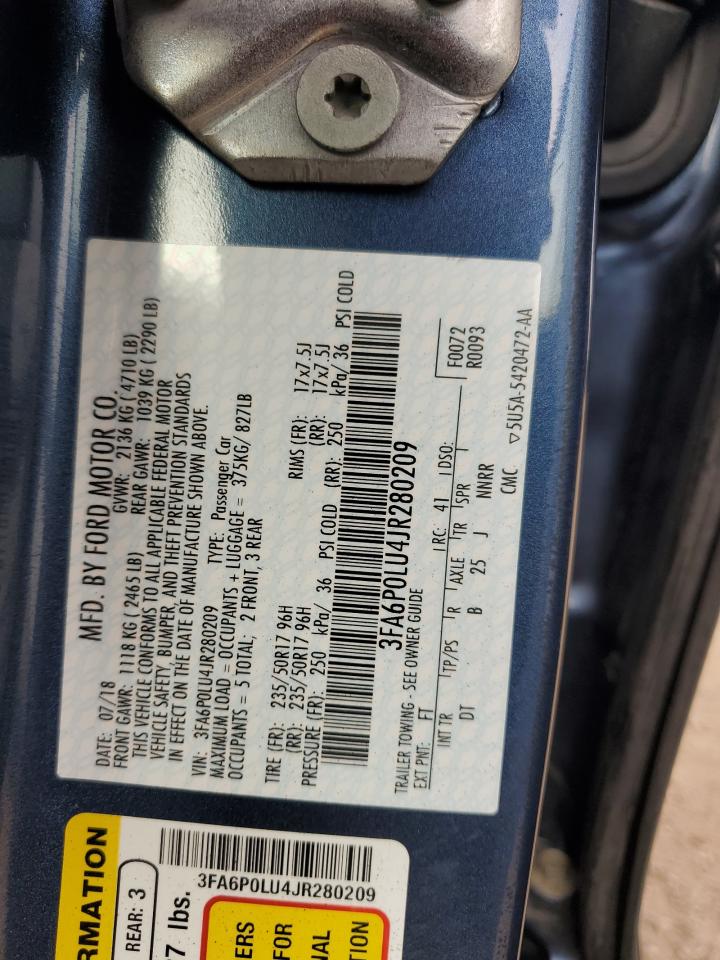 MFD. BY FORD MOTOR CO.
DATE: 07/18 GVWR: 2136 KG ( 4710 LB)
FRONT GAWR: 1118 KG ( 2465 LB) REAR GAWR: 1039 KG ( 2290 LB)
THIS VEHICLE CONFORMS TO ALL APPLICABLE FEDERAL MOTOR
VEHICLE SAFETY, BUMPER, AND THEFT PREVENTION STANDARDS
IN EFFECT ON THE DATE OF MANUFACTURE SHOWN ABOVE.
VIN: 3FA6P0LU4JR280209 TYPE: Passenger Car
MAXIMUM LOAD = OCCUPANTS + LUGGAGE = 375KG/ 827LB
OCCUPANTS = 5 TOTAL; 2 FRONT, 3 REAR
TIRE (FR): 235/50R17 96H RIMS (FR): 17x7.5J
(RR): 235/50R17 96H (RR): 17x7.5J
PRESSURE (FR): 250 kPa/ 36 PSI COLD (RR): 250 kPa/ 36 PSI COLD
3FA6P0LU4JR280209
TRAILER TOWING - SEE OWNER GUIDE
EXT PNT: FT RC: 41 DSO: F0072
R0093
INT TR TP/PS R AXLE TR SPR
DT B 25 J NNRR
CMC ▽5U5A-5420472-AA
RMATION
REAR: 3
7 lbs.
3FA6P0LU4JR280209
ERS
FOR
NAL
TION